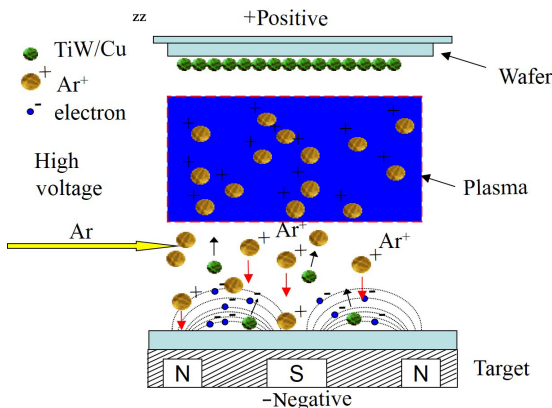 zz
+Positive
TiW/Cu
Ar+
electron
Wafer
High
voltage
Plasma
Ar
Ar+
Ar+
N
S
N
Target
−Negative